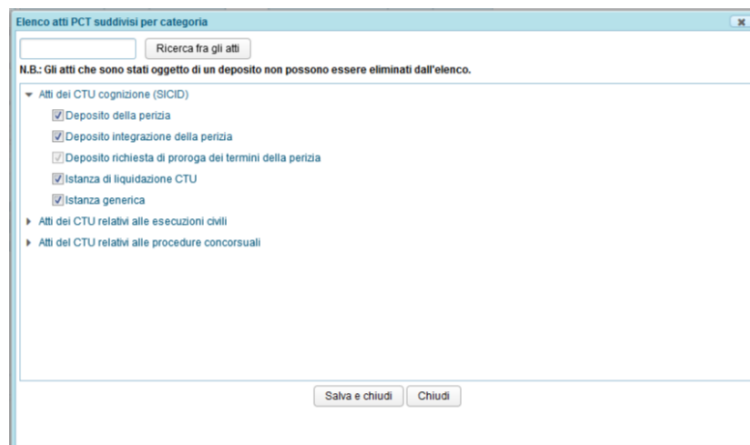 Elenco atti PCT suddivisi per categoria
Ricerca fra gli atti
N.B.: Gli atti che sono stati oggetto di un deposito non possono essere eliminati dall'elenco.
Atti dei CTU cognizione (SICID)
Deposito della perizia
Deposito integrazione della perizia
Deposito richiesta di proroga dei termini della perizia
Istanza di liquidazione CTU
Istanza generica
Atti dei CTU relativi alle esecuzioni civili
Atti del CTU relativi alle procedure concorsuali
Salva e chiudi Chiudi